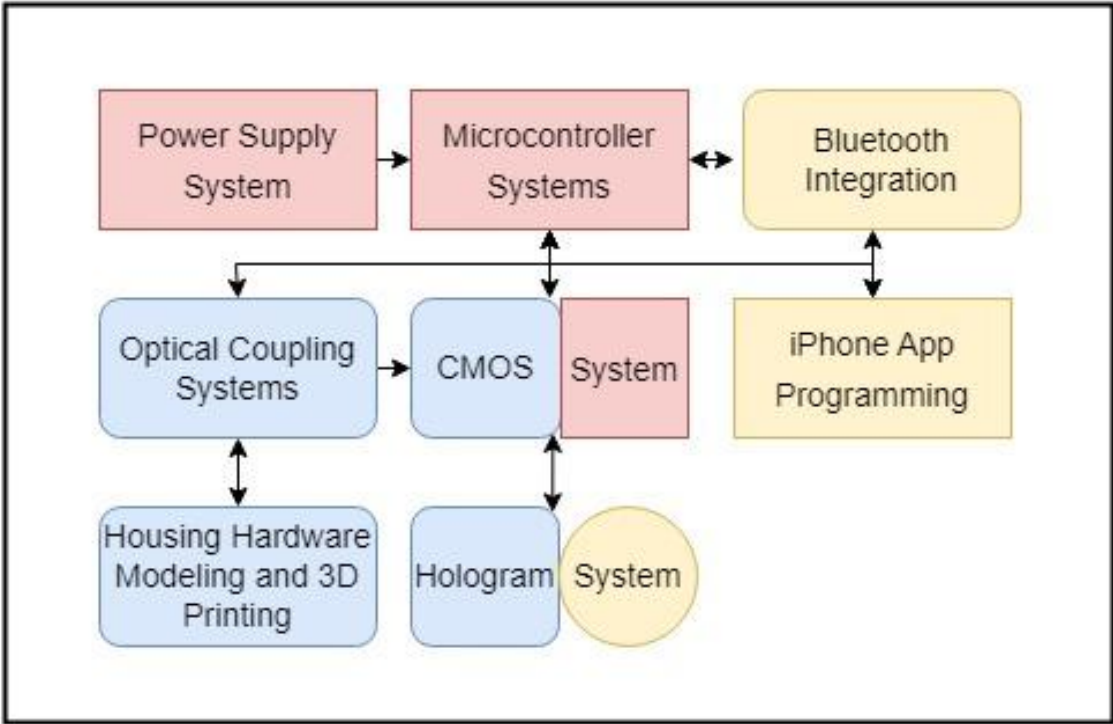 Power Supply
System
Microcontroller
Systems
Bluetooth
Integration
Optical Coupling
Systems
CMOS
System
iPhone App
Programming
Housing Hardware
Modeling and 3D
Printing
Hologram
System